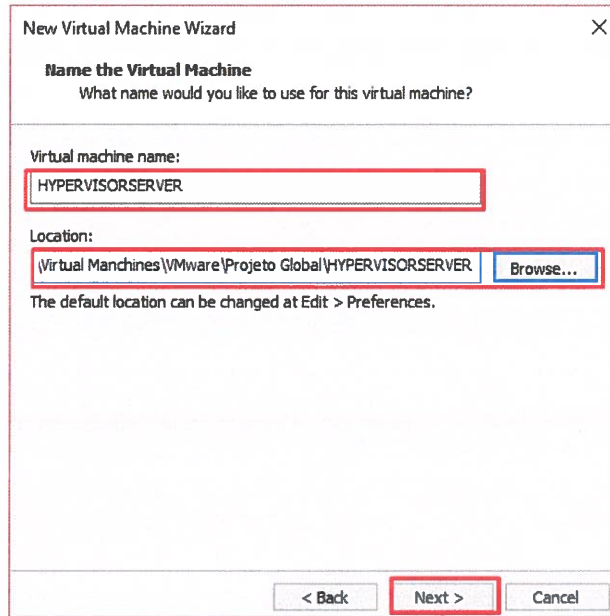 New Virtual Machine Wizard
Name the Virtual Machine
What name would you like to use for this virtual machine?
Virtual machine name:
HYPERVISORSERVER
Location:
\Virtual Manchines\VMware\Projeto Global\HYPERVISORSERVER Browse...
The default location can be changed at Edit > Preferences.
< Back Next > Cancel